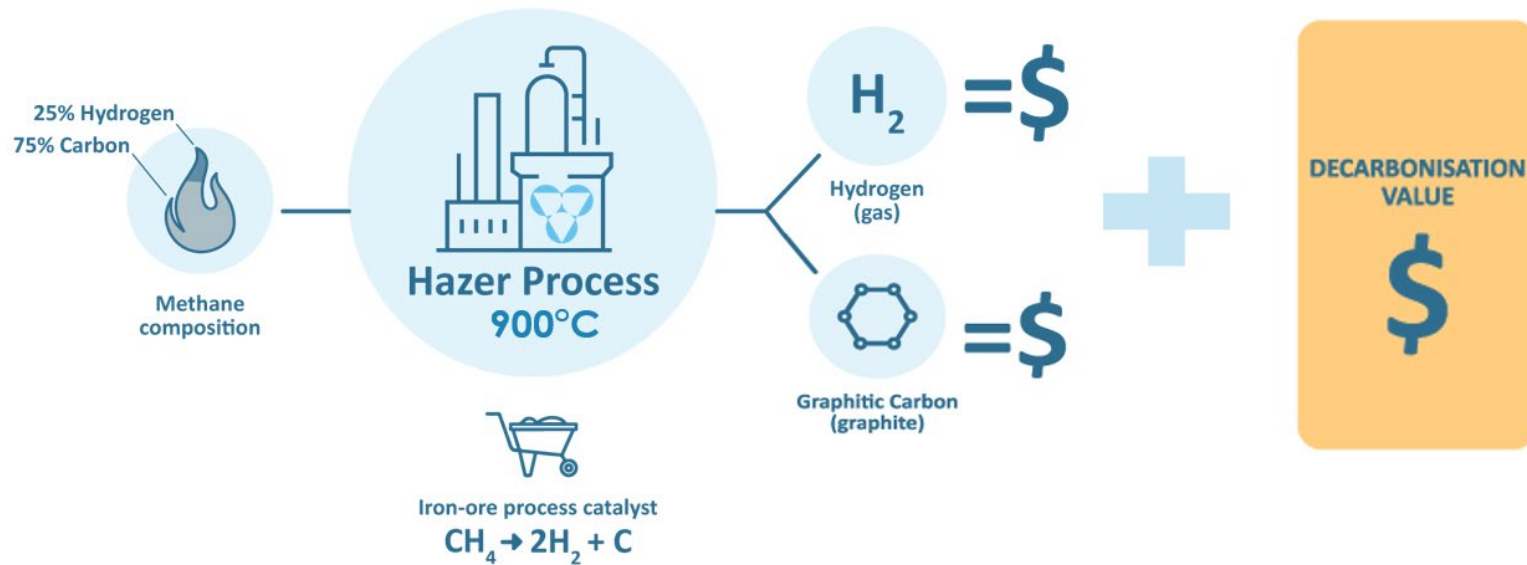 25% Hydrogen
75% Carbon
Methane
composition
Hazer Process
900°C
Iron-ore process catalyst
CH₄ → 2H₂ + C
H₂
=$
Hydrogen
(gas)
=$
Graphitic Carbon
(graphite)
DECARBONISATION
VALUE
$